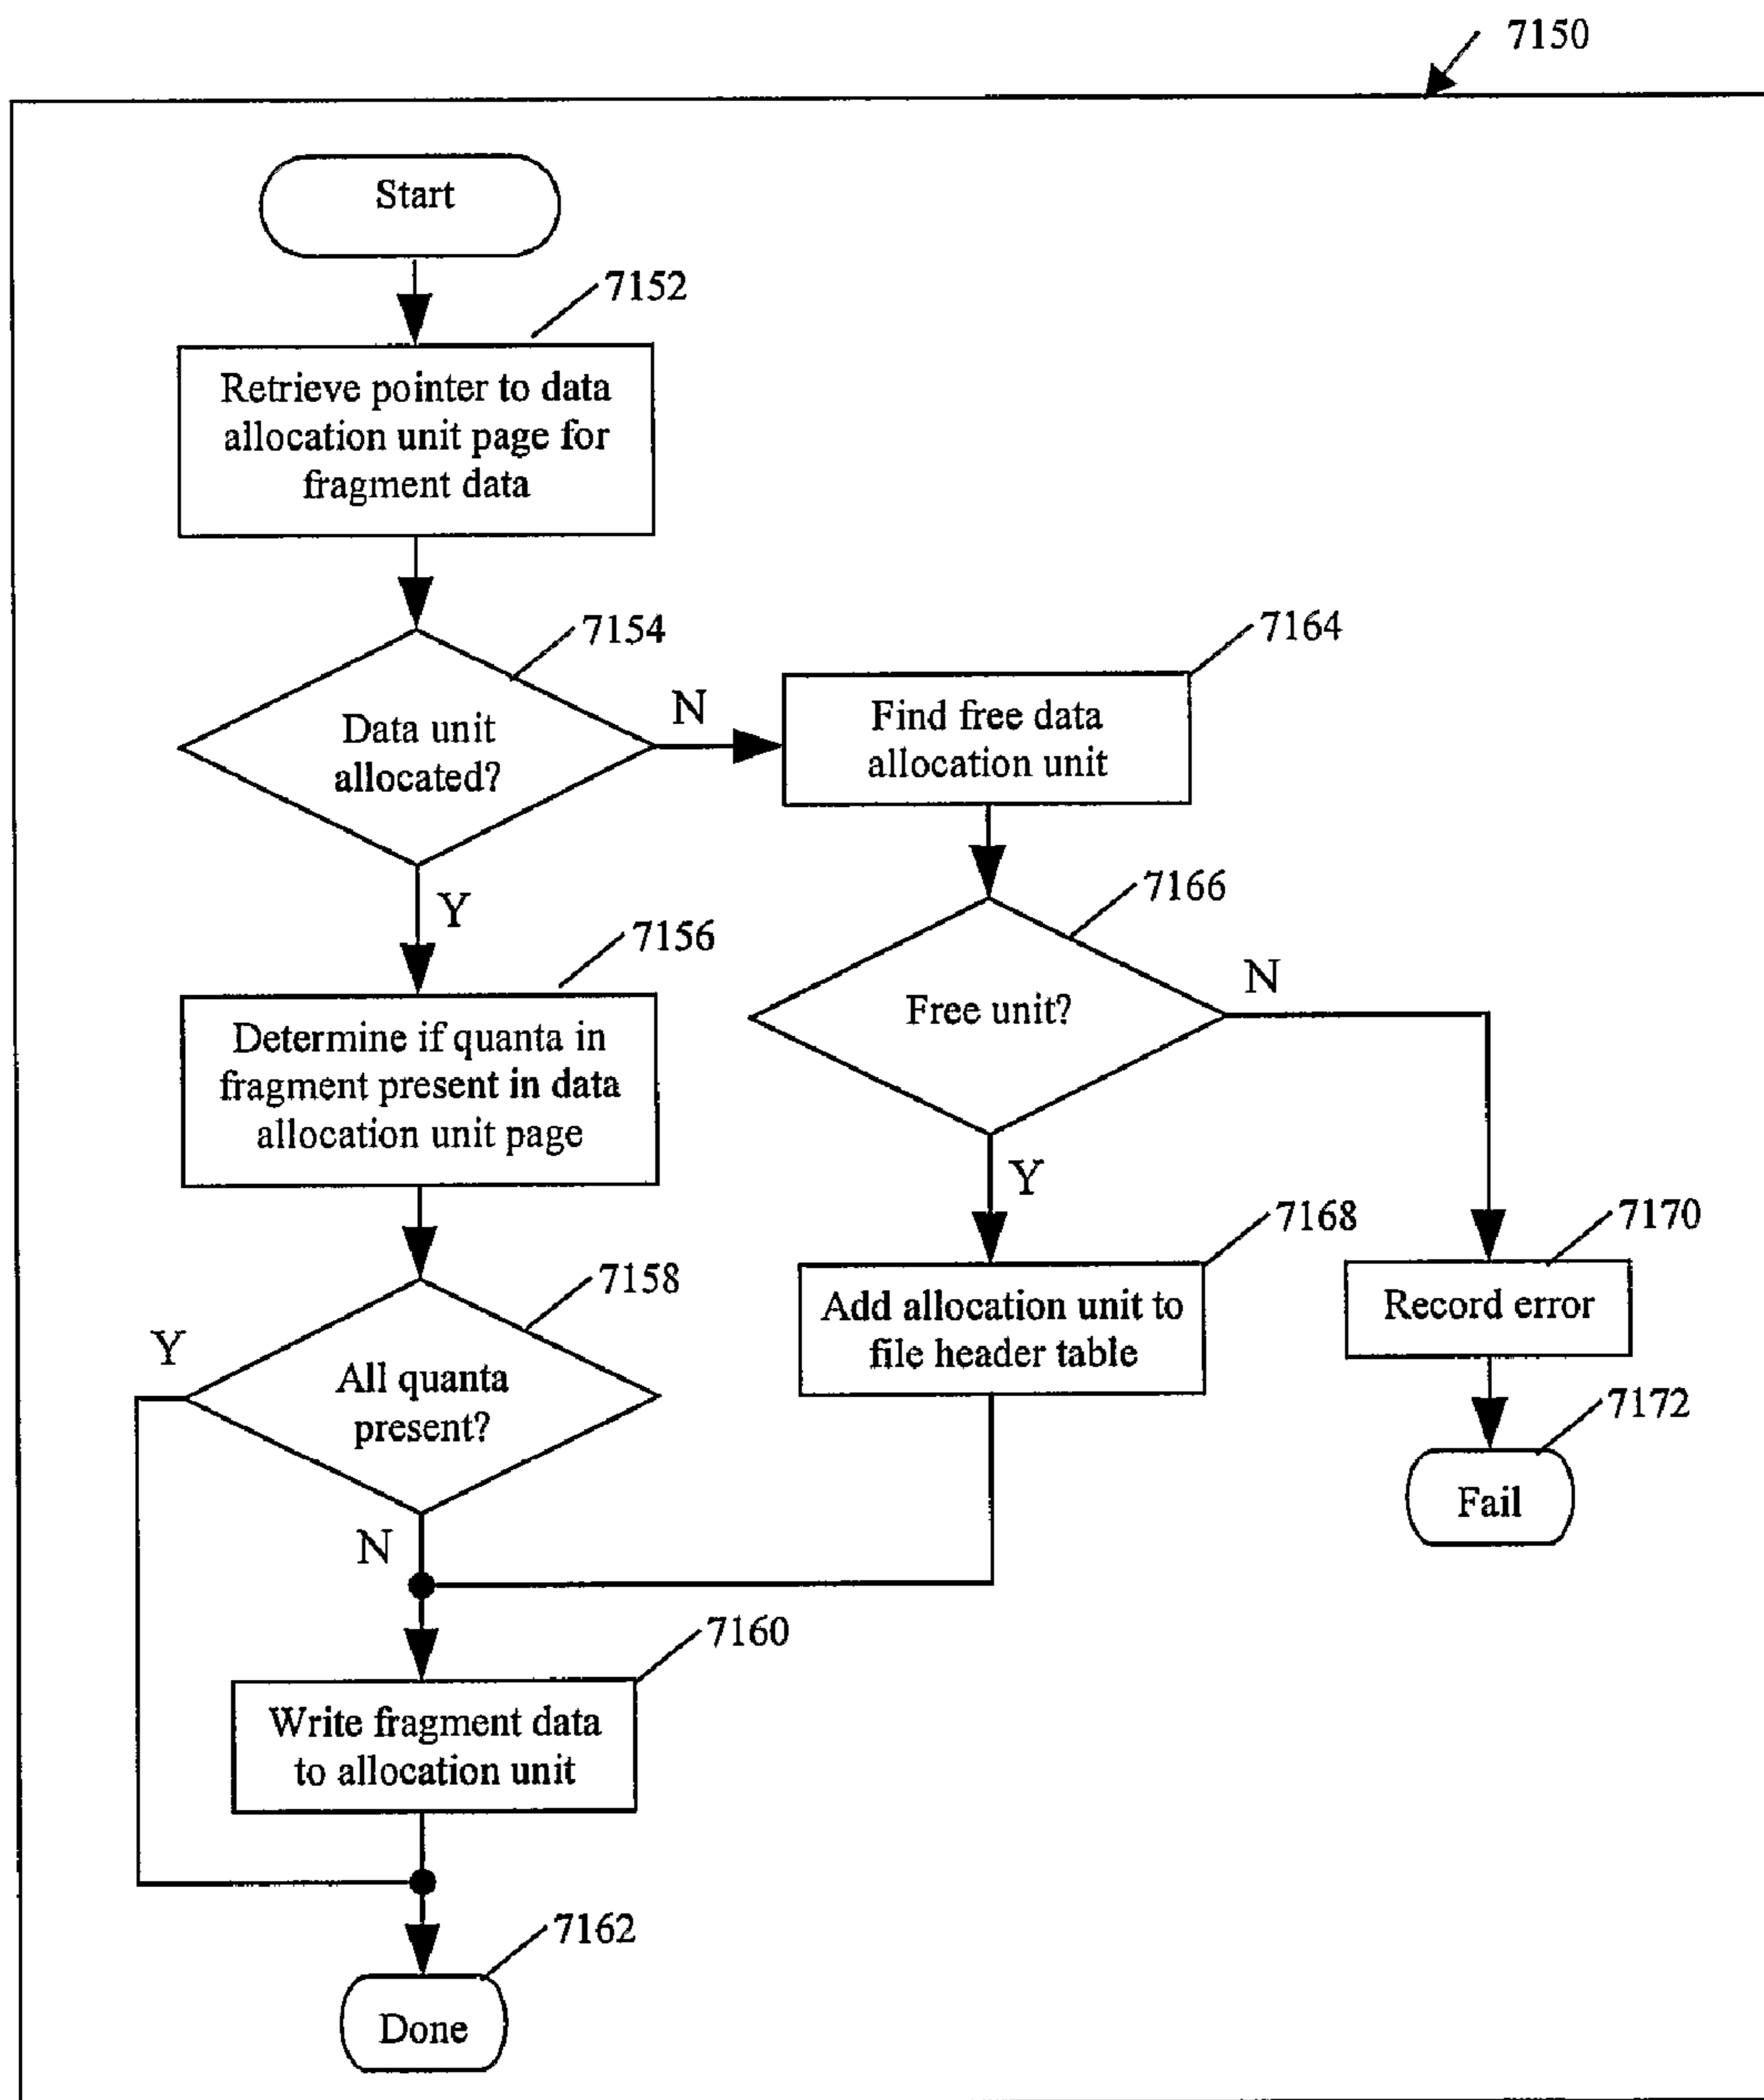 7150
Start
7152
Retrieve pointer to data
allocation unit page for
fragment data
7154
Data unit
allocated?
N
Y
7164
Find free data
allocation unit
7166
Free unit?
N
Y
7156
Determine if quanta in
fragment present in data
allocation unit page
7158
All quanta
present?
Y
N
7168
Add allocation unit to
file header table
7170
Record error
7172
Fail
7160
Write fragment data
to allocation unit
7162
Done